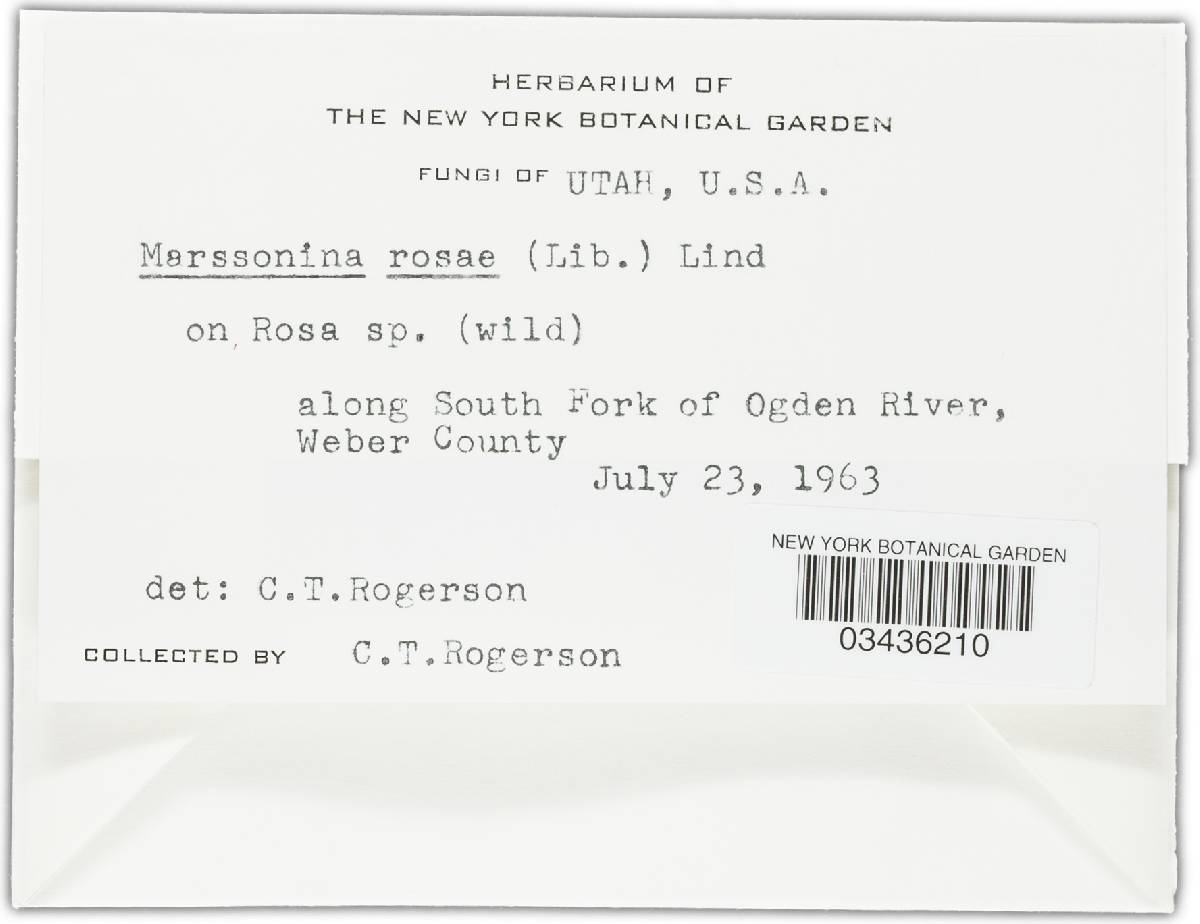 HERBARIUM OF
THE NEW YORK BOTANICAL GARDEN
FUNGI OF UTAH, U.S.A.
Marssonina rosae (Lib.) Lind
on, Rosa sp. (wild)
along South Fork of Ogden River,
Weber County
July 23, 1963
NEW YORK BOTANICAL GARDEN
03436210
det: C.T.Rogerson
COLLECTED BY C.T.Rogerson